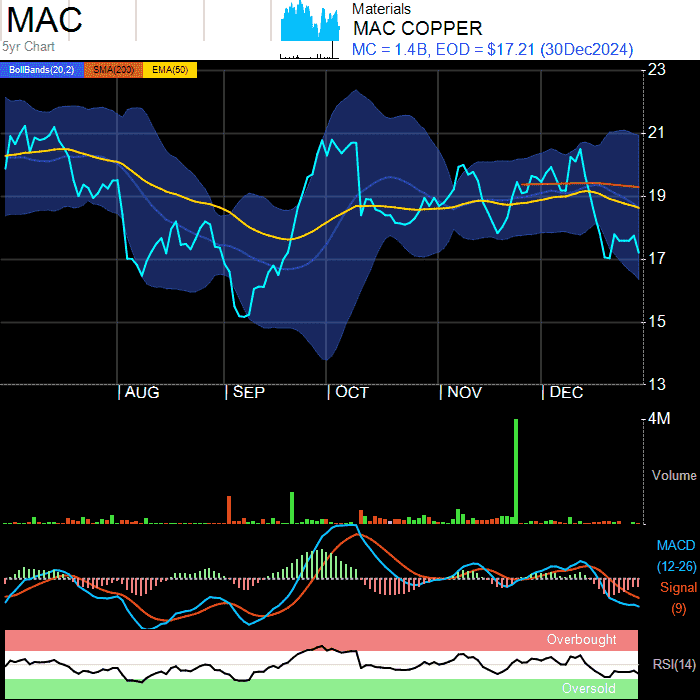 MAC
5yr Chart
Materials
MAC COPPER
MC = 1.4B, EOD = $17.21 (30Dec2024)
BollBands(20,2) SMA(200) EMA(50)
23
21
19
17
15
13
AUG SEP OCT NOV DEC
4M
Volume
MACD
(12-26)
Signal
(9)
Overbought
RSI(14)
Oversold